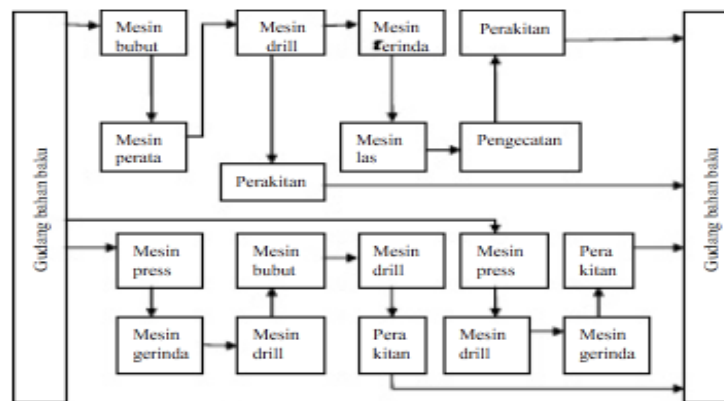 Gudang bahan baku
Mesin
bubut
Mesin
drill
Mesin
terinda
Perakitan
Mesin
perata
Mesin
las
Pengecatan
Perakitan
Mesin
press
Mesin
bubut
Mesin
drill
Mesin
press
Pera
kitan
Mesin
gerinda
Mesin
drill
Pera
kitan
Mesin
drill
Mesin
gerinda
Gudang bahan baku